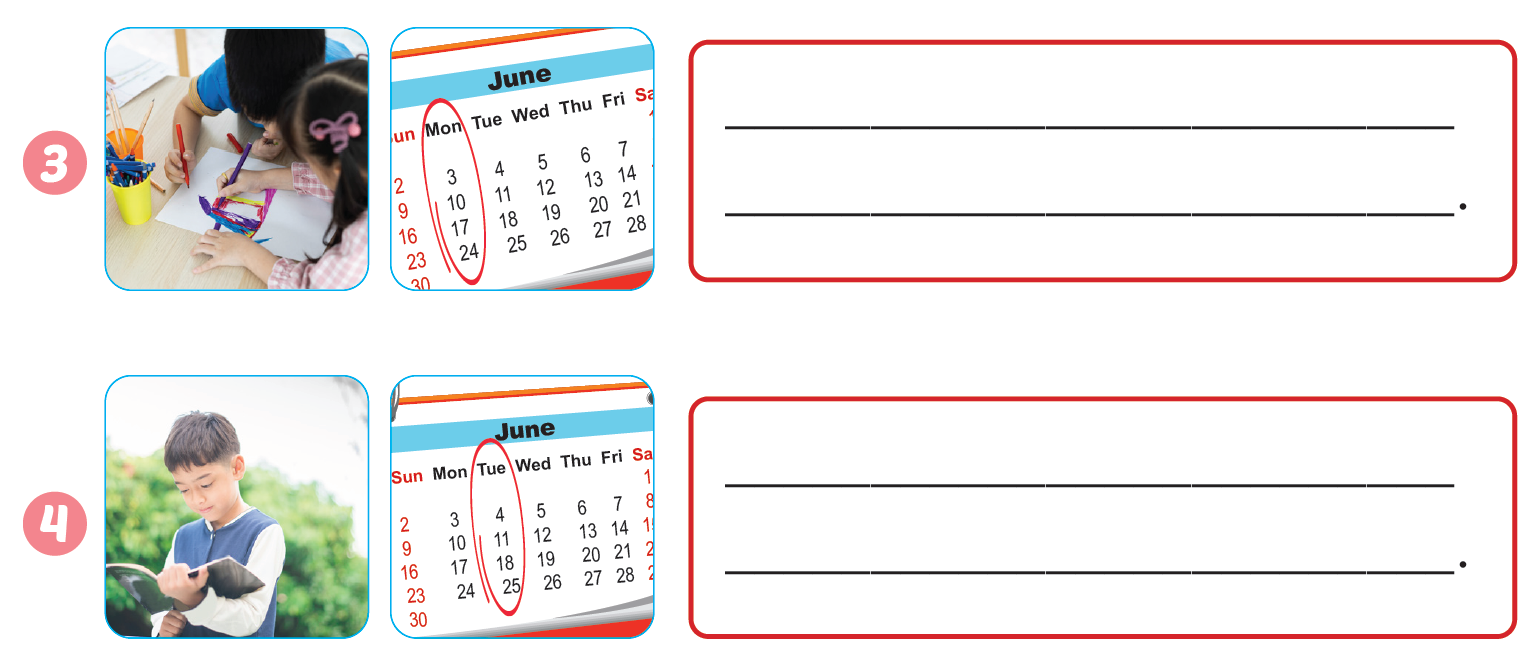 3
June
Sun Mon Tue Wed Thu Fri Sa
3 4 5 6 7
2 10 11 12 13 14
9 17 18 19 20 21
16 24 25 26 27 28
23
30
.
4
June
Sun Mon Tue Wed Thu Fri Sa
1
2 3 4 5 6 7 8
9 10 11 12 13 14 15
16 17 18 19 20 21 2
23 24 25 26 27 28 2
30
.